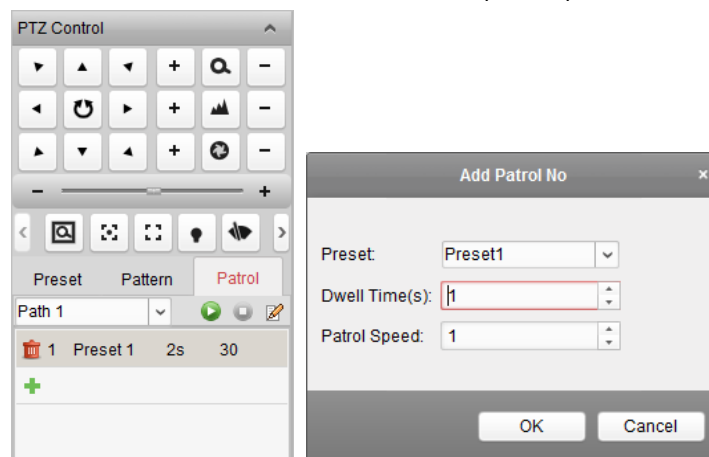 PTZ Control
Preset Pattern Patrol
Path 1
1 Preset 1 2s 30
Add Patrol No
Preset: Preset1
Dwell Time(s): 1
Patrol Speed: 1
OK Cancel